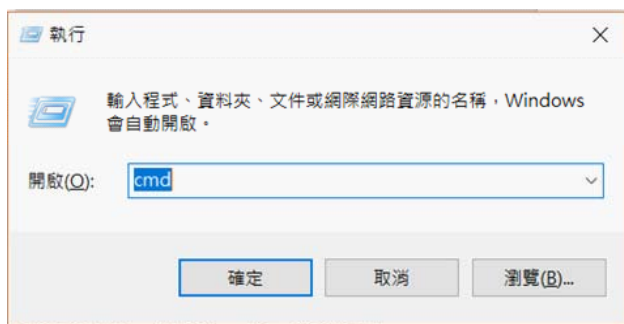 執行
輸入程式、資料夾、文件或網際網路資源的名稱，Windows
會自動開啟。
開啟(O):
cmd
確定
取消
瀏覽(B)...